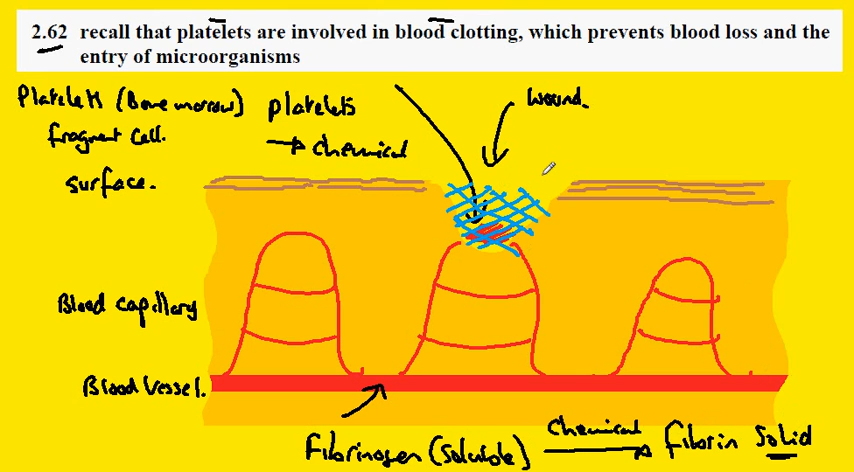 2.62 recall that platelets are involved in blood clotting, which prevents blood loss and the
entry of microorganisms
Platelets (Bone morrow)
fragment Cell.
platelets
→ chemical
wound.
surface.
Blood capillary
Blood Vessel.
Fibrinogen (soluble) Chemical → Fibrin Solid